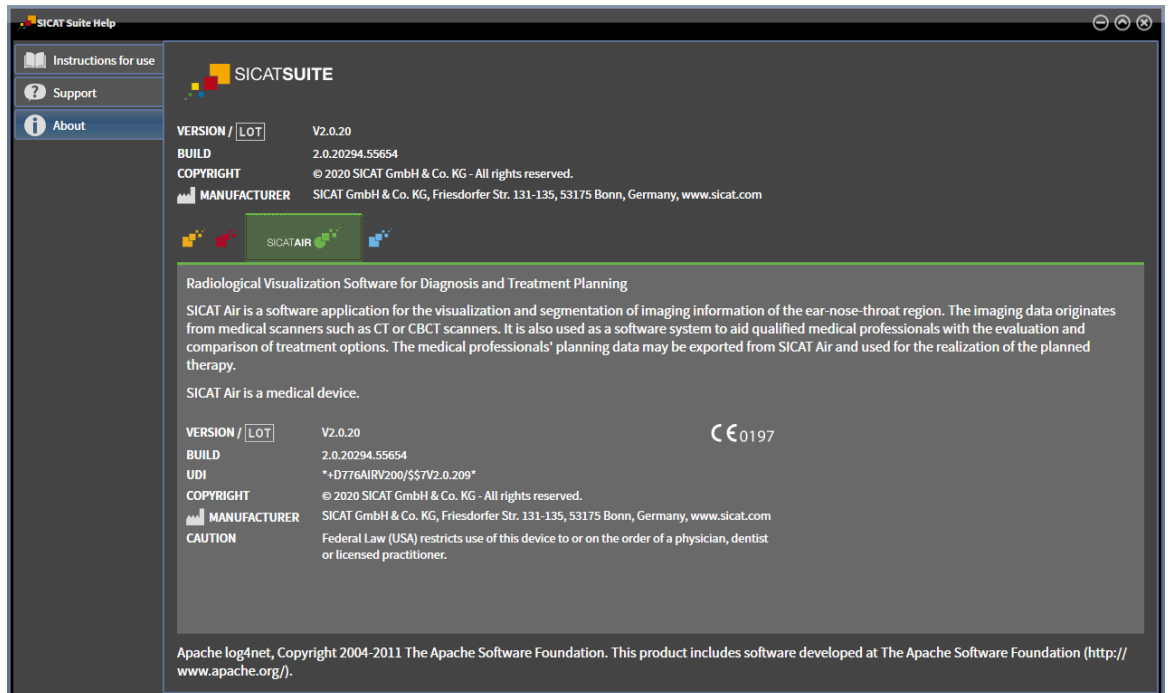 SICAT Suite Help
Instructions for use
Support
About
SICATSUITE
VERSION / LOT V2.0.20
BUILD 2.0.20294.55654
COPYRIGHT © 2020 SICAT GmbH & Co. KG - All rights reserved.
MANUFACTURER SICAT GmbH & Co. KG, Friesdorfer Str. 131-135, 53175 Bonn, Germany, www.sicat.com
SICATAIR
Radiological Visualization Software for Diagnosis and Treatment Planning
SICAT Air is a software application for the visualization and segmentation of imaging information of the ear-nose-throat region. The imaging data originates
from medical scanners such as CT or CBCT scanners. It is also used as a software system to aid qualified medical professionals with the evaluation and
comparison of treatment options. The medical professionals' planning data may be exported from SICAT Air and used for the realization of the planned
therapy.
SICAT Air is a medical device.
VERSION / LOT V2.0.20 CE0197
BUILD 2.0.20294.55654
UDI *+D776AIRV200/$$7V2.0.209*
COPYRIGHT © 2020 SICAT GmbH & Co. KG - All rights reserved.
MANUFACTURER SICAT GmbH & Co. KG, Friesdorfer Str. 131-135, 53175 Bonn, Germany, www.sicat.com
CAUTION Federal Law (USA) restricts use of this device to or on the order of a physician, dentist
or licensed practitioner.
Apache log4net, Copyright 2004-2011 The Apache Software Foundation. This product includes software developed at The Apache Software Foundation (http://
www.apache.org/).